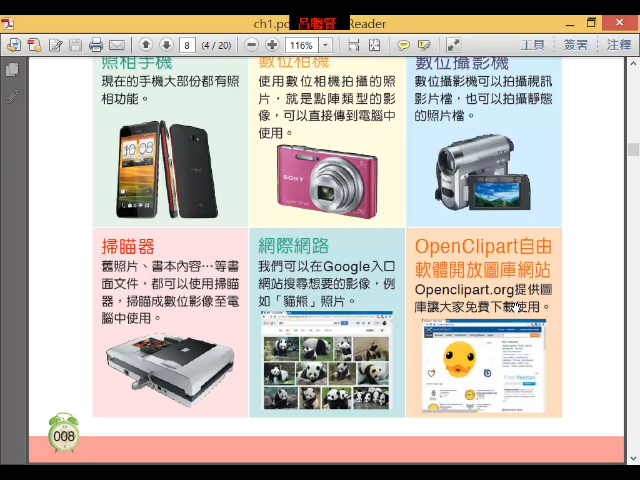 ch1.pd
呂聰賢
Reader
8
(4 / 20)
116%
工具
簽署
注釋
照相手機
現在的手機大部份都有照
相功能。
數位相機
使用數位相機拍攝的照
片，就是點陣類型的影
像，可以直接傳到電腦中
使用。
SONY
數位攝影機
數位攝影機可以拍攝視訊
影片檔，也可以拍攝靜態
的照片檔。
掃瞄器
舊照片、書本內容…等書
面文件，都可以使用掃瞄
器，掃瞄成數位影像至電
腦中使用。
網際網路
我們可以在Google入口
網站搜尋想要的影像，例
如「貓熊」照片。
OpenClipart自由
軟體開放圖庫網站
Openclipart.org提供圖
庫讓大家免費下載使用。
008